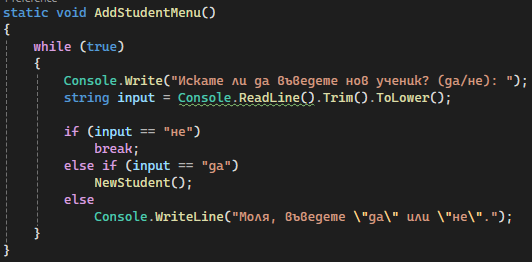 static void AddStudentMenu()
{
    while (true)
    {
        Console.Write("Искате ли да въведете нов ученик? (да/не): ");
        string input = Console.ReadLine().Trim().ToLower();

        if (input == "не")
            break;
        else if (input == "да")
            NewStudent();
        else
            Console.WriteLine("Моля, въведете \"да\" или \"не\".");
    }
}